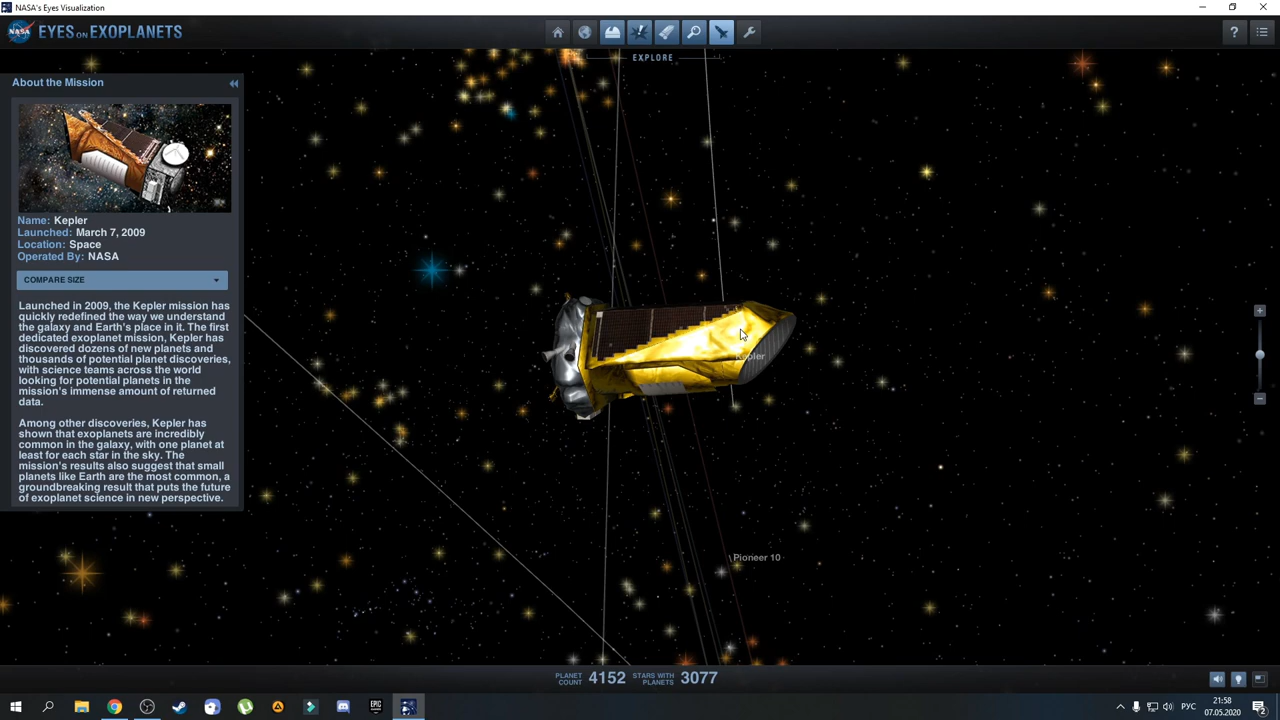 NASA's Eyes Visualization
NASA EYES ON EXOPLANETS
EXPLORE
About the Mission
Name: Kepler
Launched: March 7, 2009
Location: Space
Operated By: NASA
COMPARE SIZE
Launched in 2009, the Kepler mission has
quickly redefined the way we understand
the galaxy and Earth's place in it. The first
dedicated exoplanet mission, Kepler has
discovered dozens of new planets and
thousands of potential planet discoveries,
with science teams across the world
looking for potential planets in the
mission's immense amount of returned
data.
Among other discoveries, Kepler has
shown that exoplanets are incredibly
common in the galaxy, with one planet at
least for each star in the sky. The
mission's results also suggest that small
planets like Earth are the most common, a
groundbreaking result that puts the future
of exoplanet science in new perspective.
Kepler
Pioneer 10
PLANET COUNT 4152 STARS WITH PLANETS 3077
EPIC
РУС
21:58
07.05.2020
2